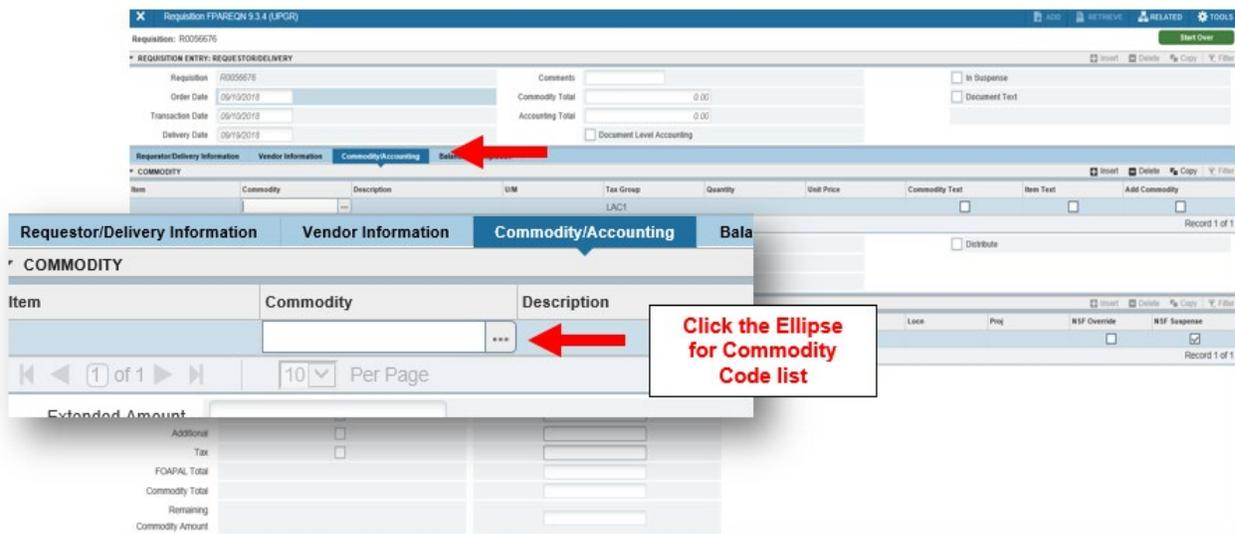 X Requisition FPAREQN 9.3.4 (UPGR) ADD RETRIEVE RELATED TOOLS
Requisition: R0056676 Start Over
REQUISITION ENTRY: REQUESTOR/DELIVERY Insert Delete Copy Filter
Requisition R0056676 Comments In Suspense
Order Date 09/10/2018 Commodity Total 0.00 Document Text
Transaction Date 09/10/2018 Accounting Total 0.00
Delivery Date 09/19/2018 Document Level Accounting
Requestor/Delivery Information Vendor Information Commodity/Accounting
COMMODITY Insert Delete Copy Filter
Item Commodity Description U/M Tax Group Quantity Unit Price Commodity Text Item Text Add Commodity
... LAC1
Record 1 of 1
Distribute
Insert Delete Copy Filter
Locn Proj NSF Override NSF Suspense
Record 1 of 1
Requestor/Delivery Information Vendor Information Commodity/Accounting Bala
COMMODITY
Item Commodity Description
...
1 of 1 10 Per Page
Extended Amount
Click the Ellipse
for Commodity
Code list
Additional
Tax
FOAPAL Total
Commodity Total
Remaining
Commodity Amount